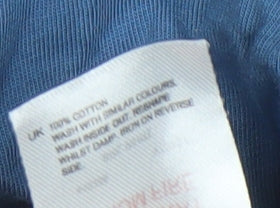 UK 100% COTTON
WASH WITH SIMILAR COLOURS.
WASH INSIDE OUT. RESHAPE
WHILST DAMP. IRON ON REVERSE
SIDE.